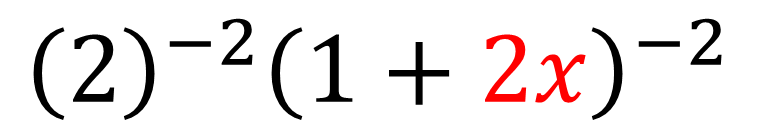 (2)⁻²(1 + 2x)⁻²